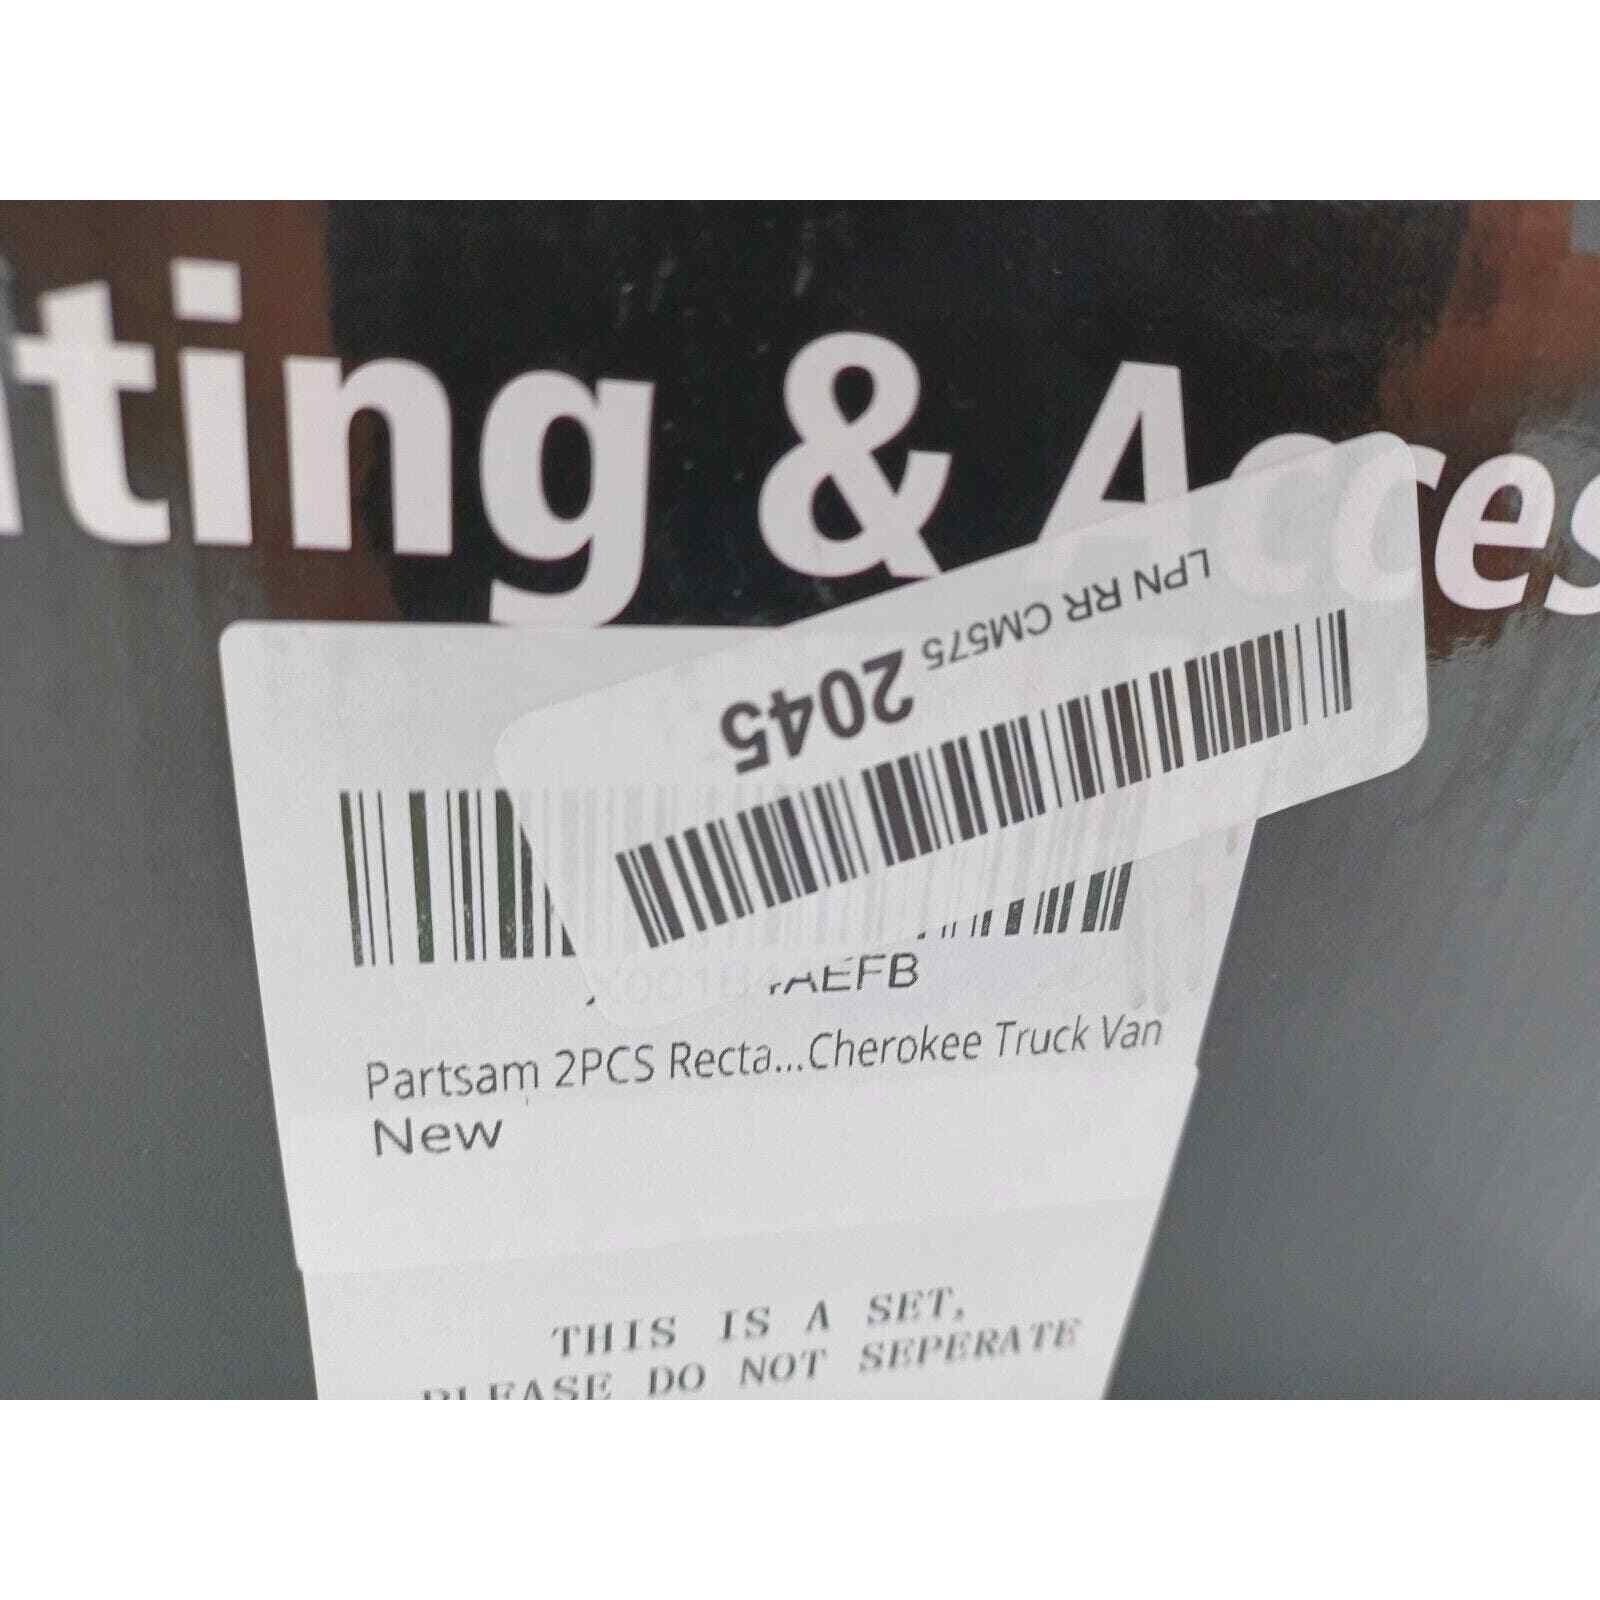 ting & Acces
LPN RR CM575 2045
AEFB
Partsam 2PCS Recta...Cherokee Truck Van
New
THIS IS A SET,
PLEASE DO NOT SEPERATE